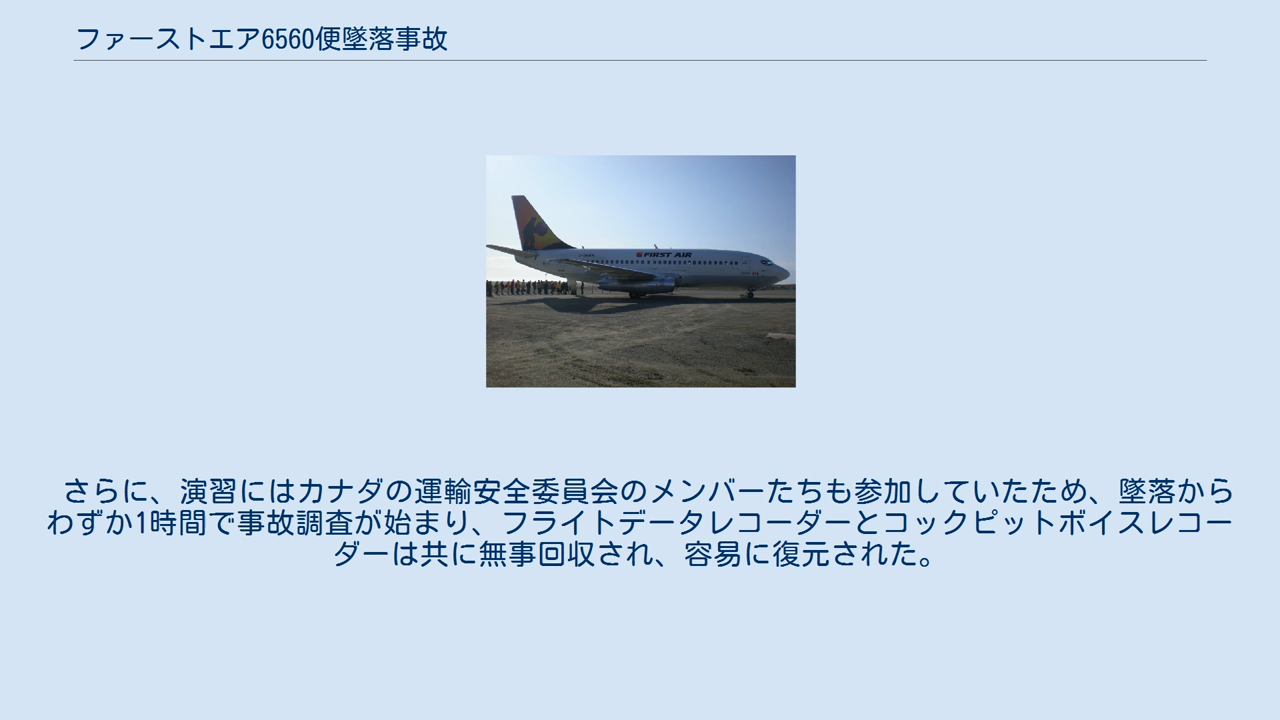 ファーストエア6560便墜落事故
FIRST AIR
さらに、演習にはカナダの運輸安全委員会のメンバーたちも参加していたため、墜落から
わずか1時間で事故調査が始まり、フライトデータレコーダーとコックピットボイスレコー
ダーは共に無事回収され、容易に復元された。